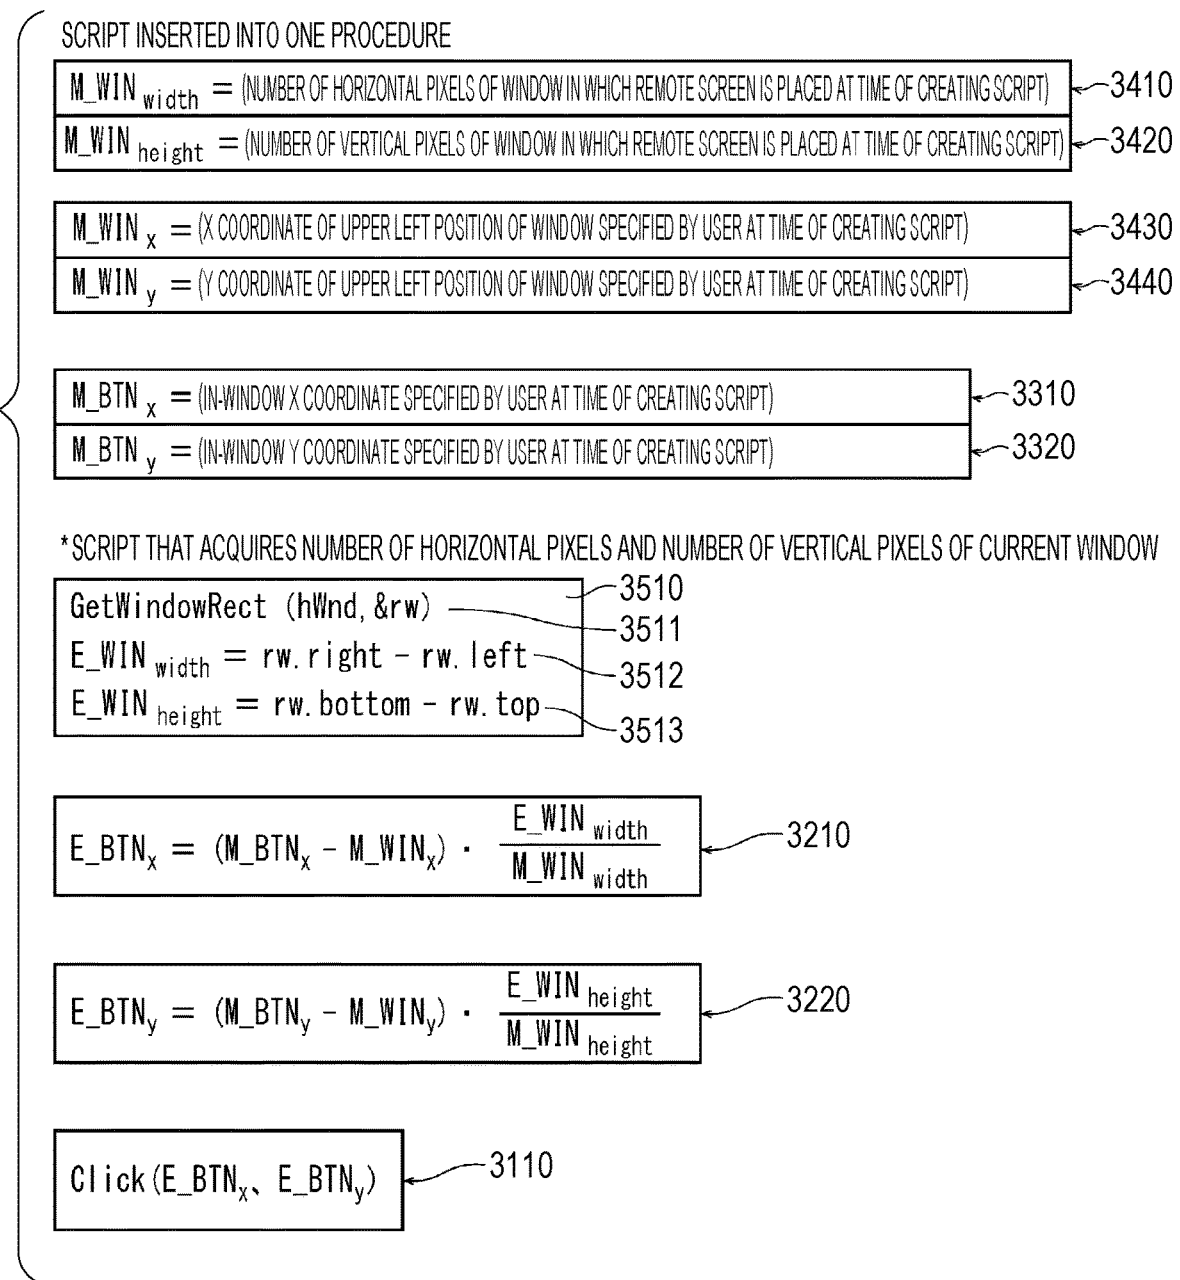 SCRIPT INSERTED INTO ONE PROCEDURE
M_WIN width = (NUMBER OF HORIZONTAL PIXELS OF WINDOW IN WHICH REMOTE SCREEN IS PLACED AT TIME OF CREATING SCRIPT) 3410
M_WIN height = (NUMBER OF VERTICAL PIXELS OF WINDOW IN WHICH REMOTE SCREEN IS PLACED AT TIME OF CREATING SCRIPT) 3420
M_WIN x = (X COORDINATE OF UPPER LEFT POSITION OF WINDOW SPECIFIED BY USER AT TIME OF CREATING SCRIPT) 3430
M_WIN y = (Y COORDINATE OF UPPER LEFT POSITION OF WINDOW SPECIFIED BY USER AT TIME OF CREATING SCRIPT) 3440
M_BTN x = (IN-WINDOW X COORDINATE SPECIFIED BY USER AT TIME OF CREATING SCRIPT) 3310
M_BTN y = (IN-WINDOW Y COORDINATE SPECIFIED BY USER AT TIME OF CREATING SCRIPT) 3320
*SCRIPT THAT ACQUIRES NUMBER OF HORIZONTAL PIXELS AND NUMBER OF VERTICAL PIXELS OF CURRENT WINDOW
3510
GetWindowRect (hWnd, &rw) 3511
E_WIN width = rw.right - rw.left 3512
E_WIN height = rw.bottom - rw.top 3513
E_BTNx = (M_BTNx - M_WINx) · E_WIN width / M_WIN width 3210
E_BTNy = (M_BTNy - M_WINy) · E_WIN height / M_WIN height 3220
Click(E_BTNx、E_BTNy) 3110